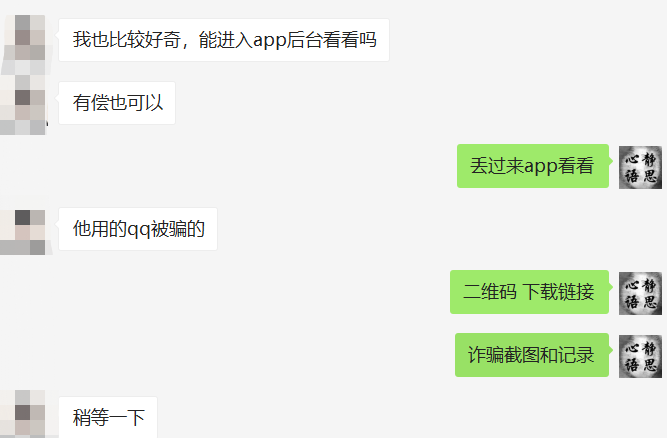 我也比较好奇，能进入app后台看看吗
有偿也可以
丢过来app看看
静心
思语
他用的qq被骗的
二维码 下载链接
静心
思语
诈骗截图和记录
静心
思语
稍等一下